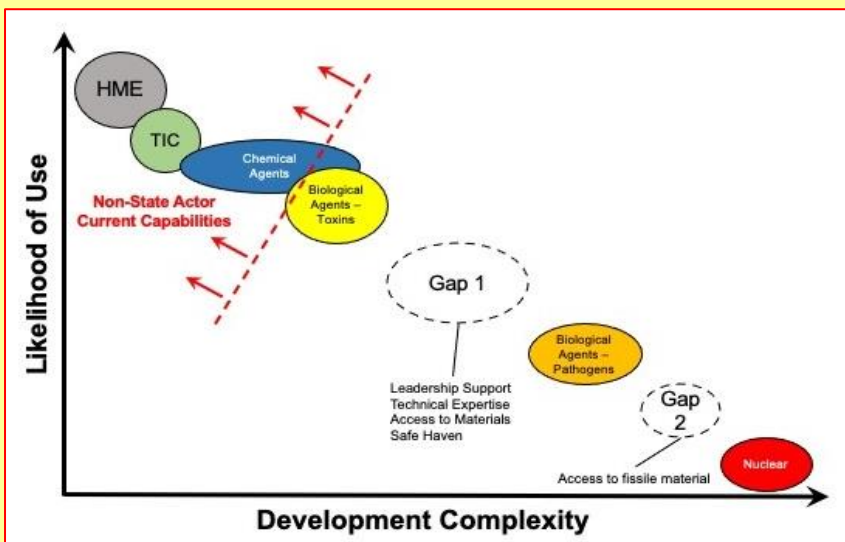 HME
TIC
Chemical
Agents
Biological
Agents –
Toxins
Non-State Actor
Current Capabilities
Gap 1
Leadership Support
Technical Expertise
Access to Materials
Safe Haven
Biological
Agents –
Pathogens
Gap
2
Access to fissile material
Nuclear
Likelihood of Use
Development Complexity